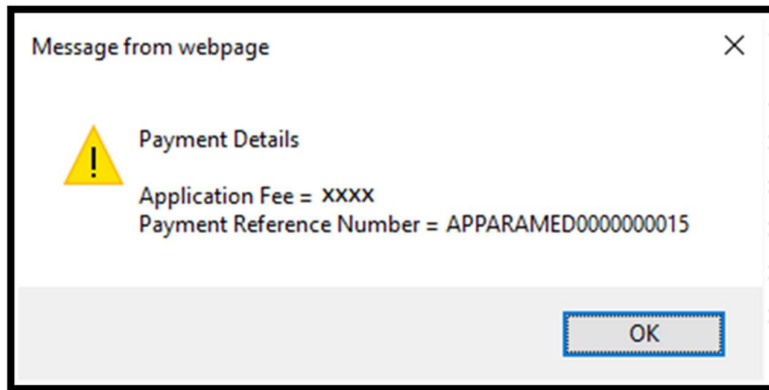 Message from webpage
Payment Details
Application Fee = xxxx
Payment Reference Number = APPARAMED0000000015
OK